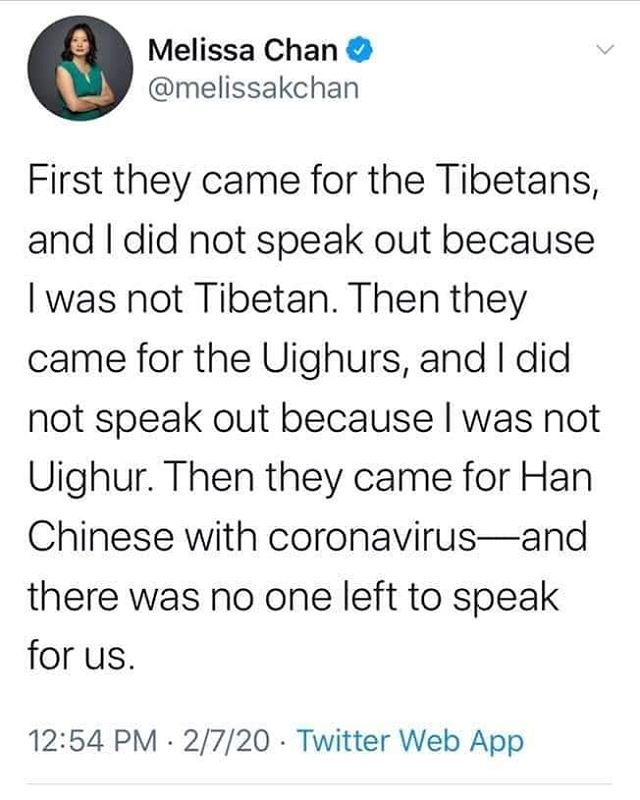 Melissa Chan
@melissakchan
First they came for the Tibetans,
and I did not speak out because
I was not Tibetan. Then they
came for the Uighurs, and I did
not speak out because I was not
Uighur. Then they came for Han
Chinese with coronavirus—and
there was no one left to speak
for us.
12:54 PM · 2/7/20 · Twitter Web App